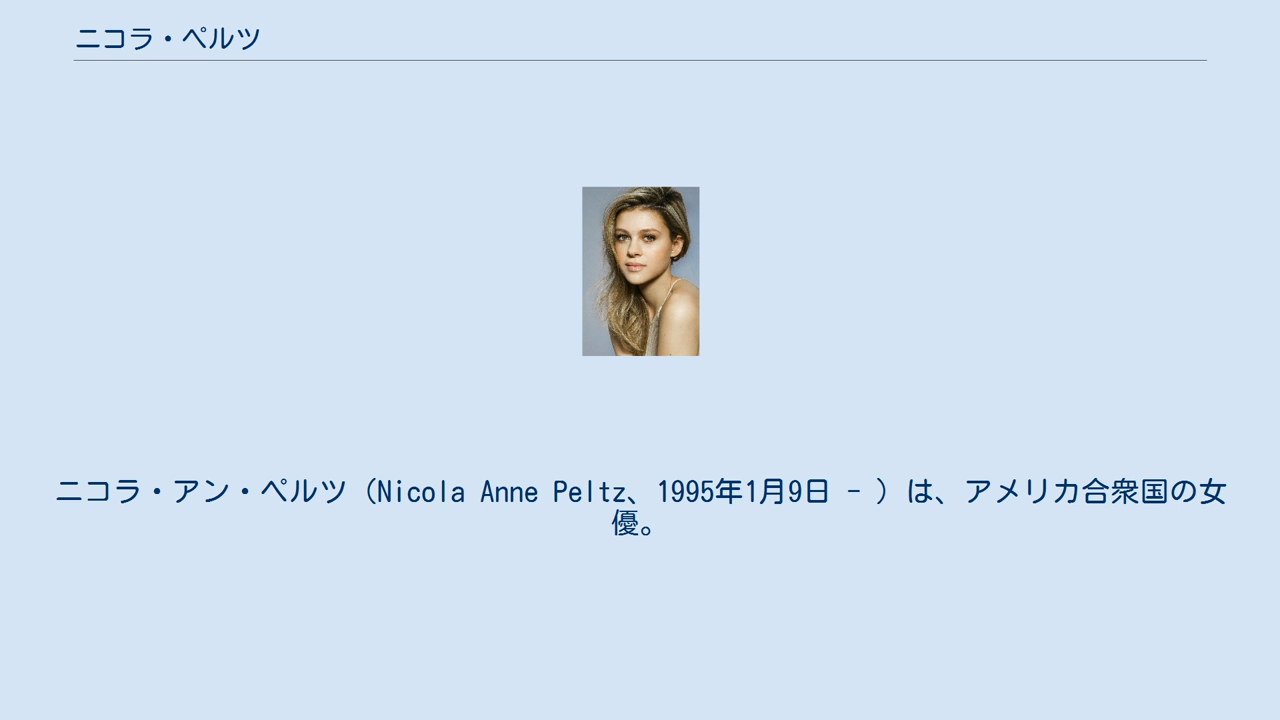 ニコラ・ペルツ
ニコラ・アン・ペルツ（Nicola Anne Peltz、1995年1月9日 - ）は、アメリカ合衆国の女
優。